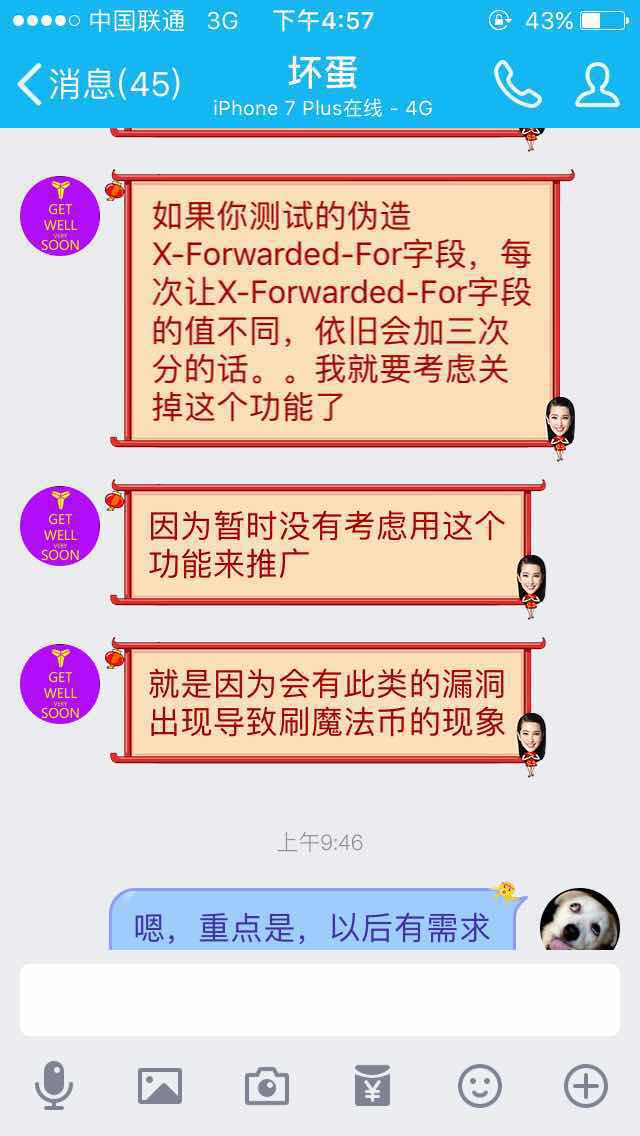 中国联通 3G 下午4:57 43%
消息(45) 坏蛋
iPhone 7 Plus在线 - 4G
GET
WELL
VERY
SOON
如果你测试的伪造
X-Forwarded-For字段，每
次让X-Forwarded-For字段
的值不同，依旧会加三次
分的话。。我就要考虑关
掉这个功能了
GET
WELL
VERY
SOON
因为暂时没有考虑用这个
功能来推广
GET
WELL
VERY
SOON
就是因为会有此类的漏洞
出现导致刷魔法币的现象
上午9:46
嗯，重点是，以后有需求
¥